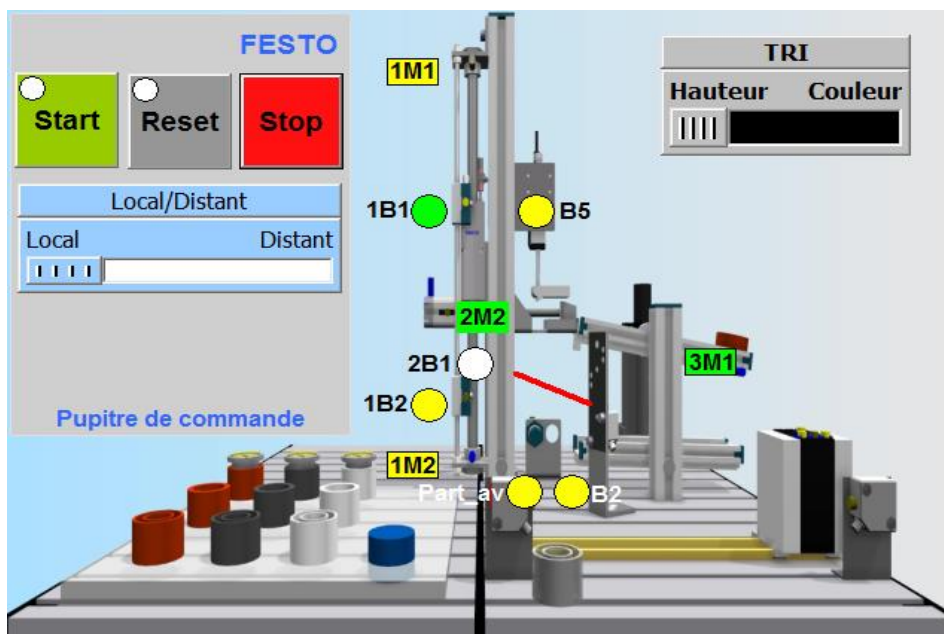 FESTO
Start
Reset
Stop
Local/Distant
Local Distant
Pupitre de commande
1M1
1B1
B5
2M2
2B1
1B2
1M2
Part_av
B2
3M1
TRI
Hauteur Couleur